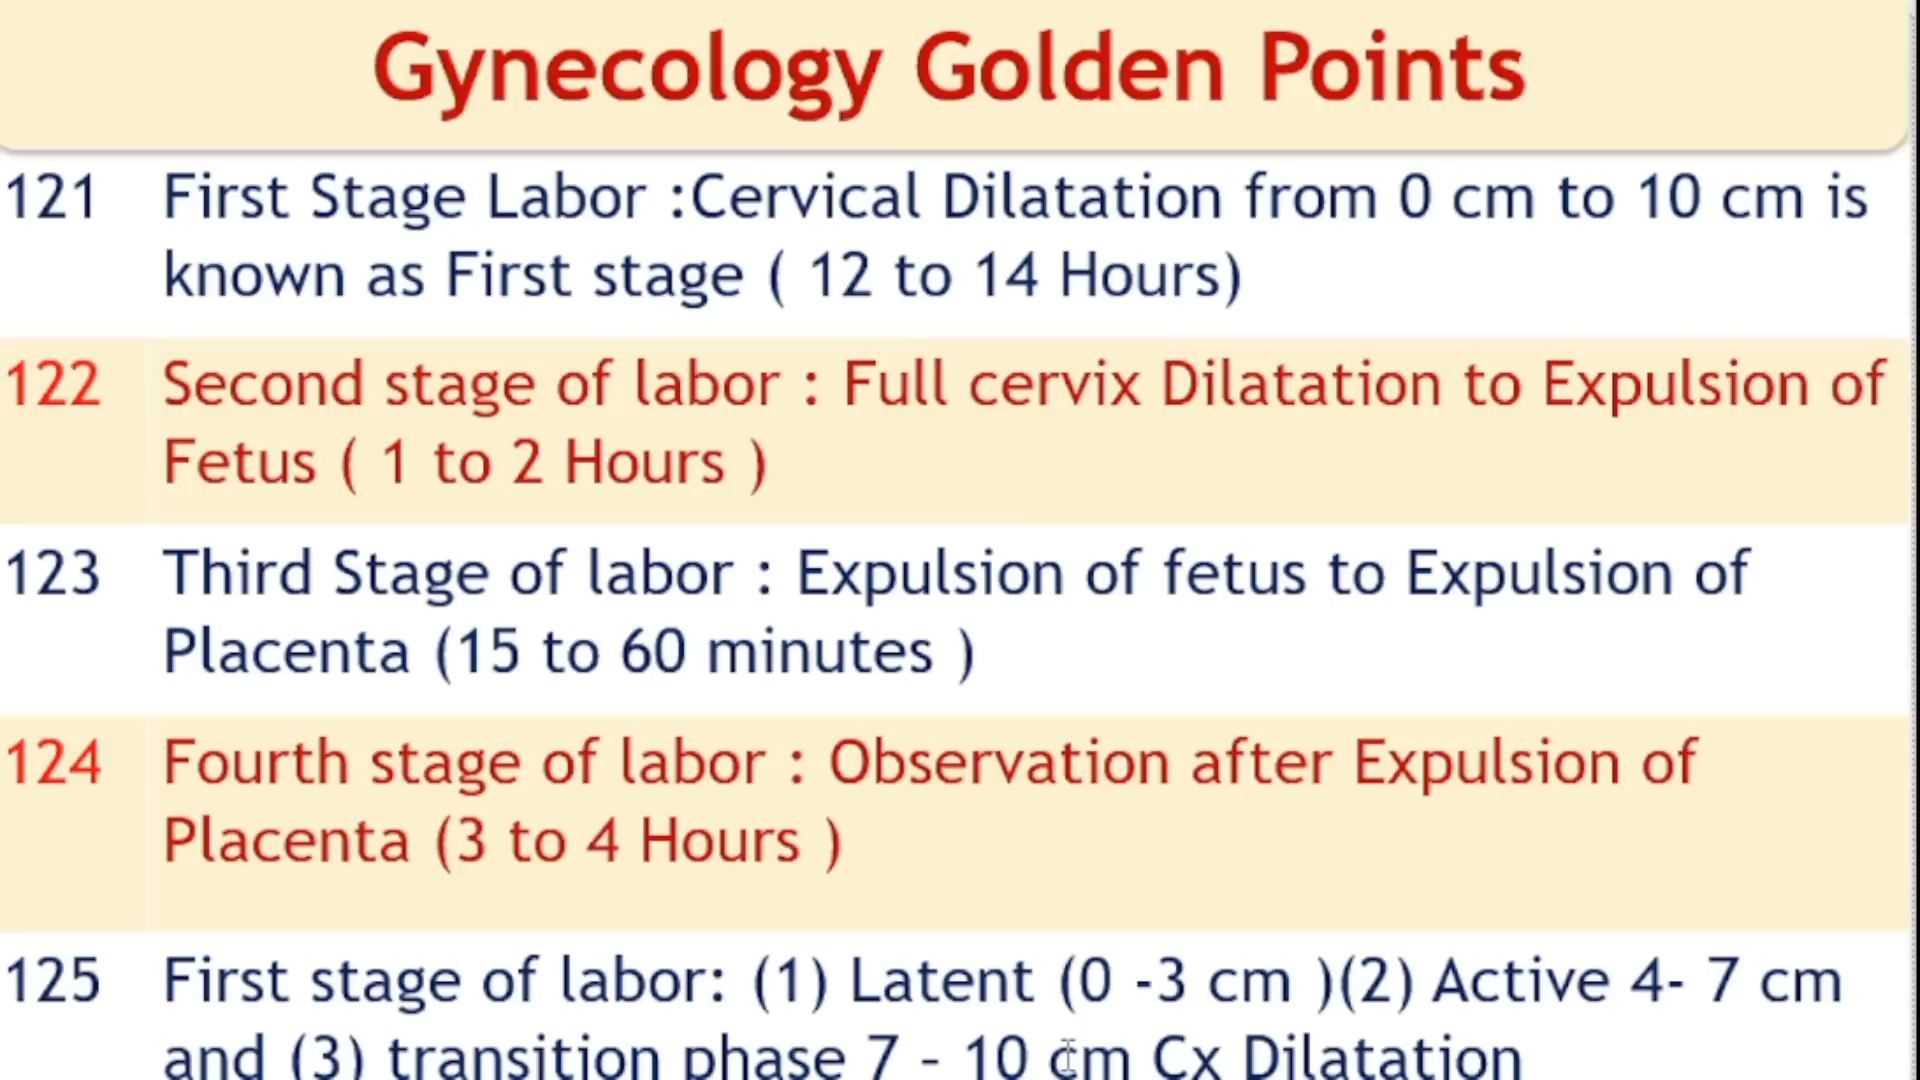 Gynecology Golden Points
121 First Stage Labor :Cervical Dilatation from 0 cm to 10 cm is
known as First stage ( 12 to 14 Hours)
122 Second stage of labor : Full cervix Dilatation to Expulsion of
Fetus ( 1 to 2 Hours )
123 Third Stage of labor : Expulsion of fetus to Expulsion of
Placenta (15 to 60 minutes )
124 Fourth stage of labor : Observation after Expulsion of
Placenta (3 to 4 Hours )
125 First stage of labor: (1) Latent (0 -3 cm )(2) Active 4- 7 cm
and (3) transition phase 7 – 10 cm Cx Dilatation